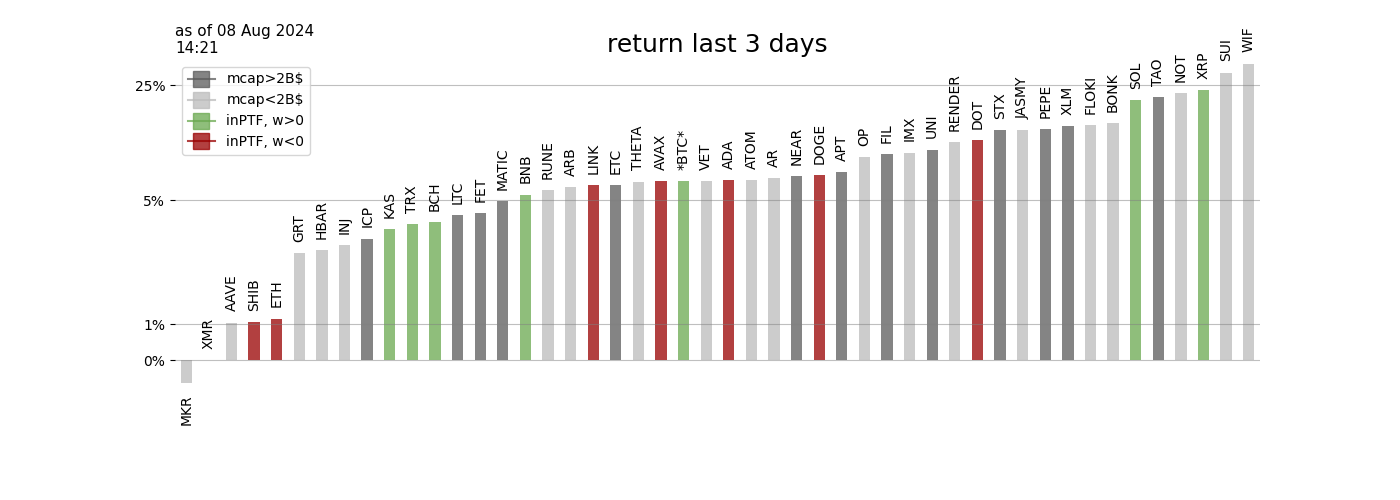 as of 08 Aug 2024
14:21
return last 3 days
mcap>2B$
mcap<2B$
inPTF, w>0
inPTF, w<0
25%
5%
1%
0%
MKR
XMR
AAVE
SHIB
ETH
GRT
HBAR
INJ
ICP
KAS
TRX
BCH
LTC
FET
MATIC
BNB
RUNE
ARB
LINK
ETC
THETA
AVAX
*BTC*
VET
ADA
ATOM
AR
NEAR
DOGE
APT
OP
FIL
IMX
UNI
RENDER
DOT
STX
JASMY
PEPE
XLM
FLOKI
BONK
SOL
TAO
NOT
XRP
SUI
WIF